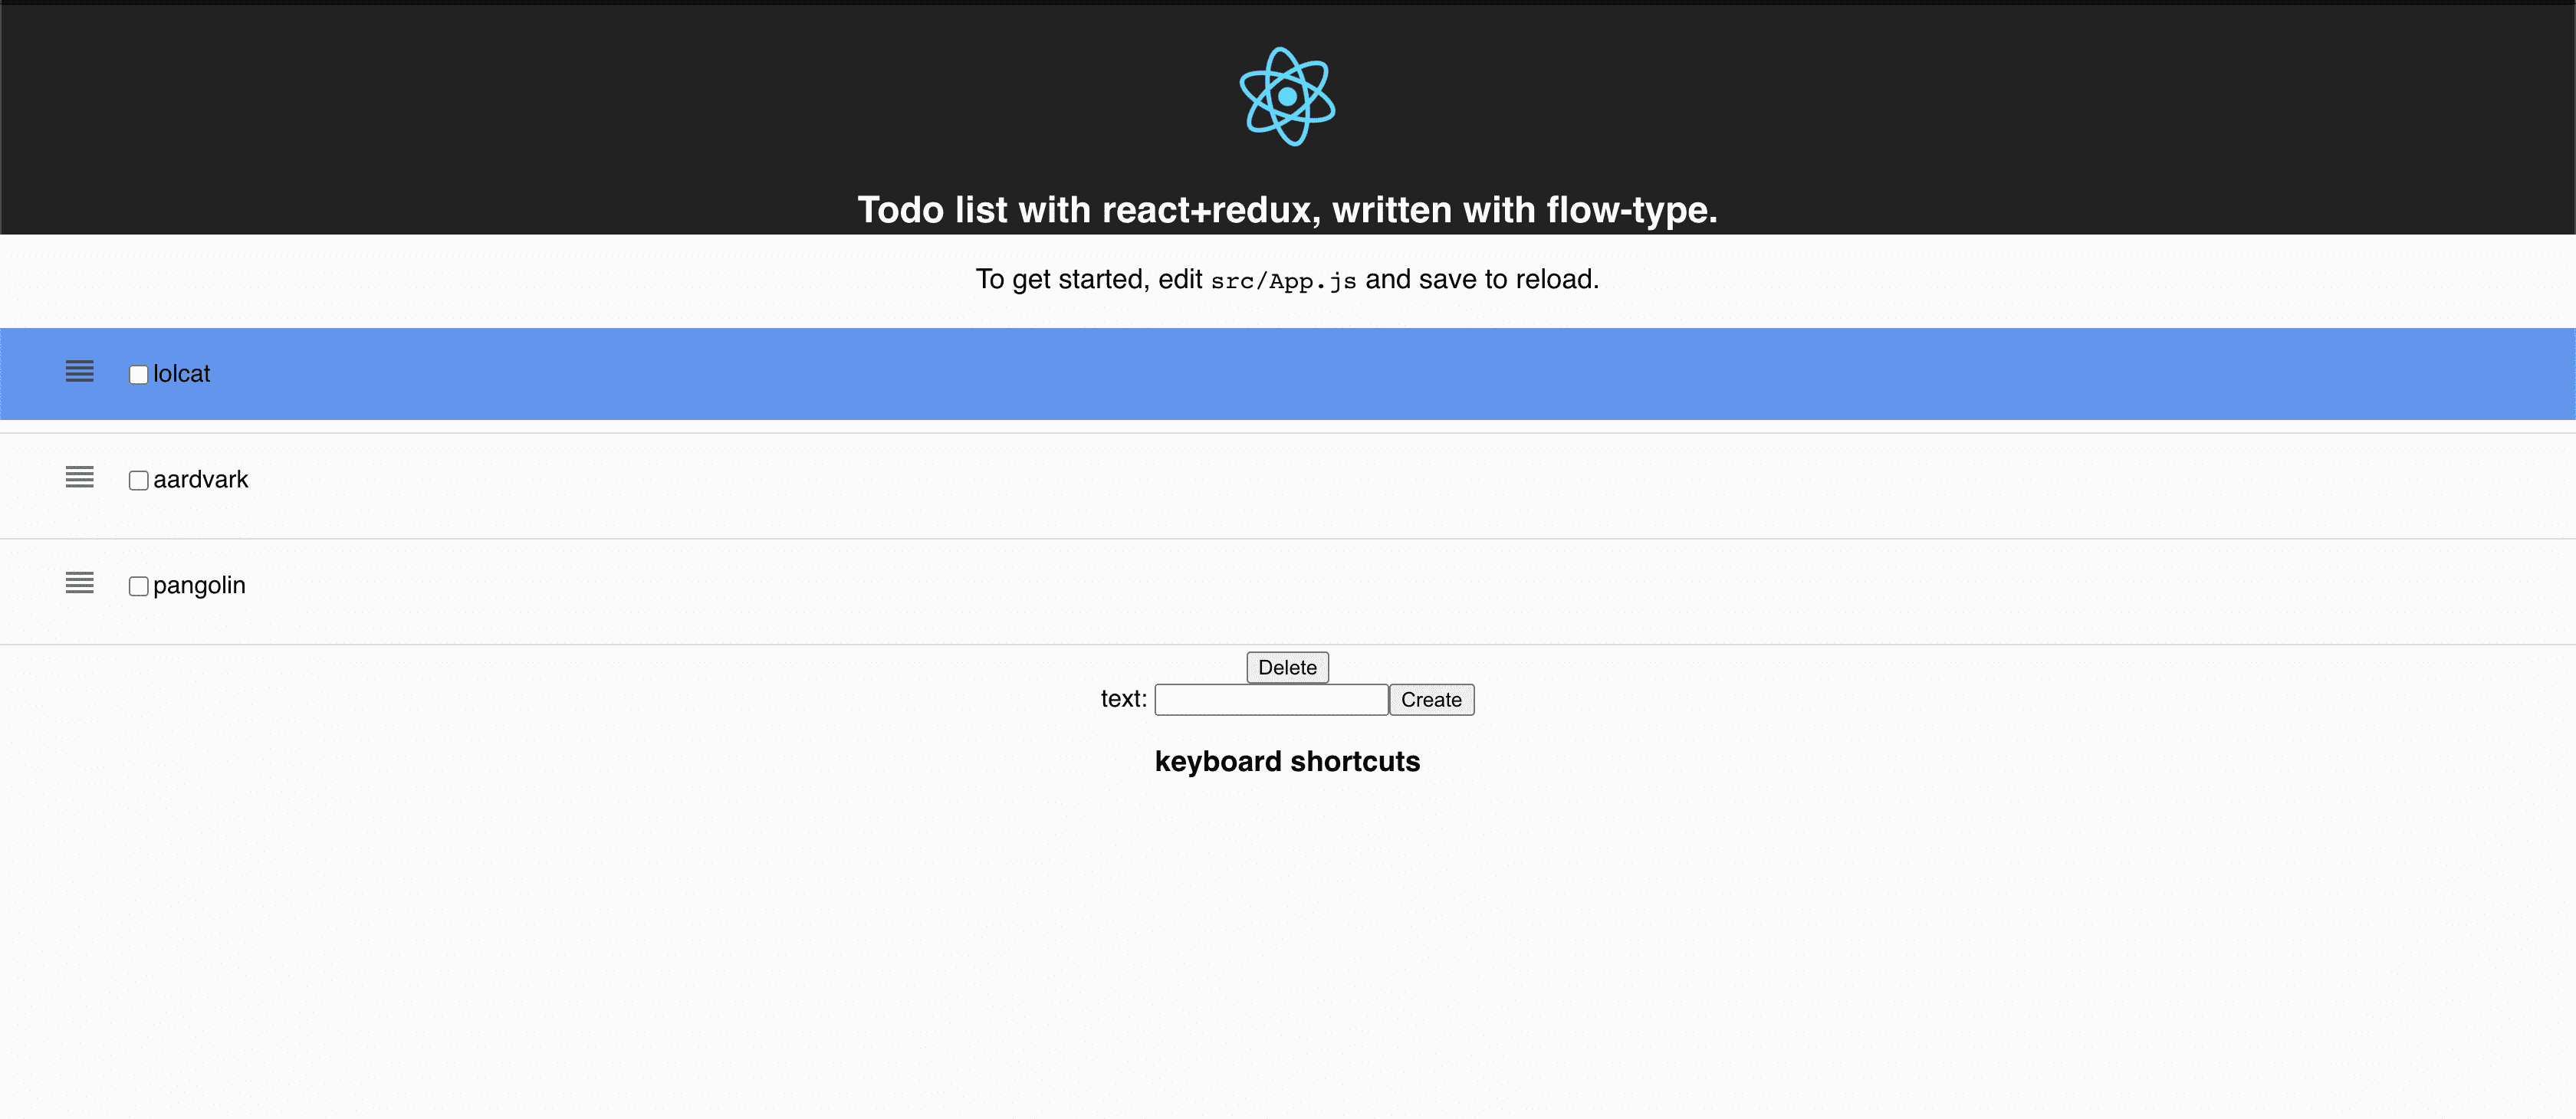 Todo list with react+redux, written with flow-type.
To get started, edit src/App.js and save to reload.
lolcat
aardvark
pangolin
Delete
text: Create
keyboard shortcuts